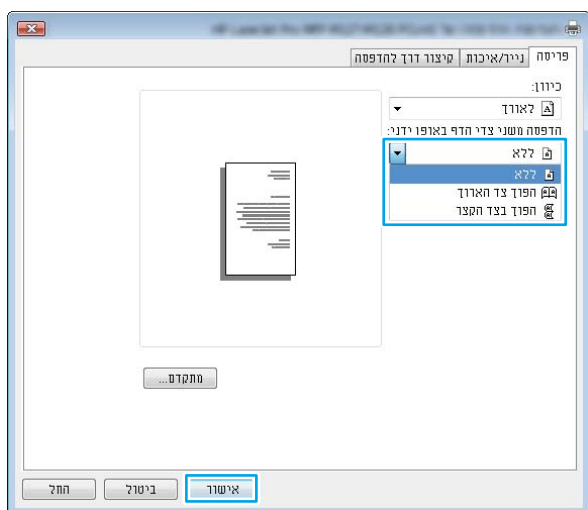 פריסה נייר/איכות קיצור דרך להדפסה
כיוון:
לאורך
הדפסה משני צדי הדף באופן ידני:
ללא
ללא
הפוך צד הארוך
הפוך בצד הקצר
מתקדם...
אישור ביטול החל